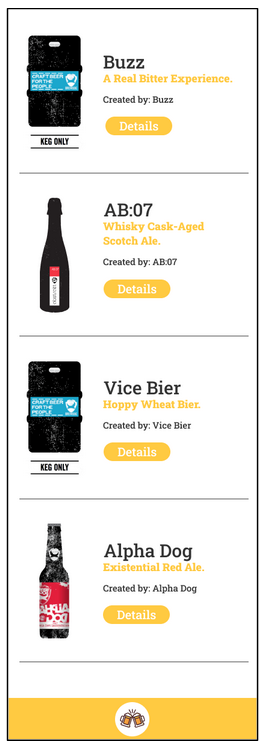 Buzz
A Real Bitter Experience.
Created by: Buzz
Details
CRAFT BEER
FOR THE
PEOPLE
KEG ONLY
AB:07
Whisky Cask-Aged
Scotch Ale.
Created by: AB:07
Details
Vice Bier
Hoppy Wheat Bier.
Created by: Vice Bier
Details
CRAFT BEER
FOR THE
PEOPLE
KEG ONLY
Alpha Dog
Existential Red Ale.
Created by: Alpha Dog
Details
DOG